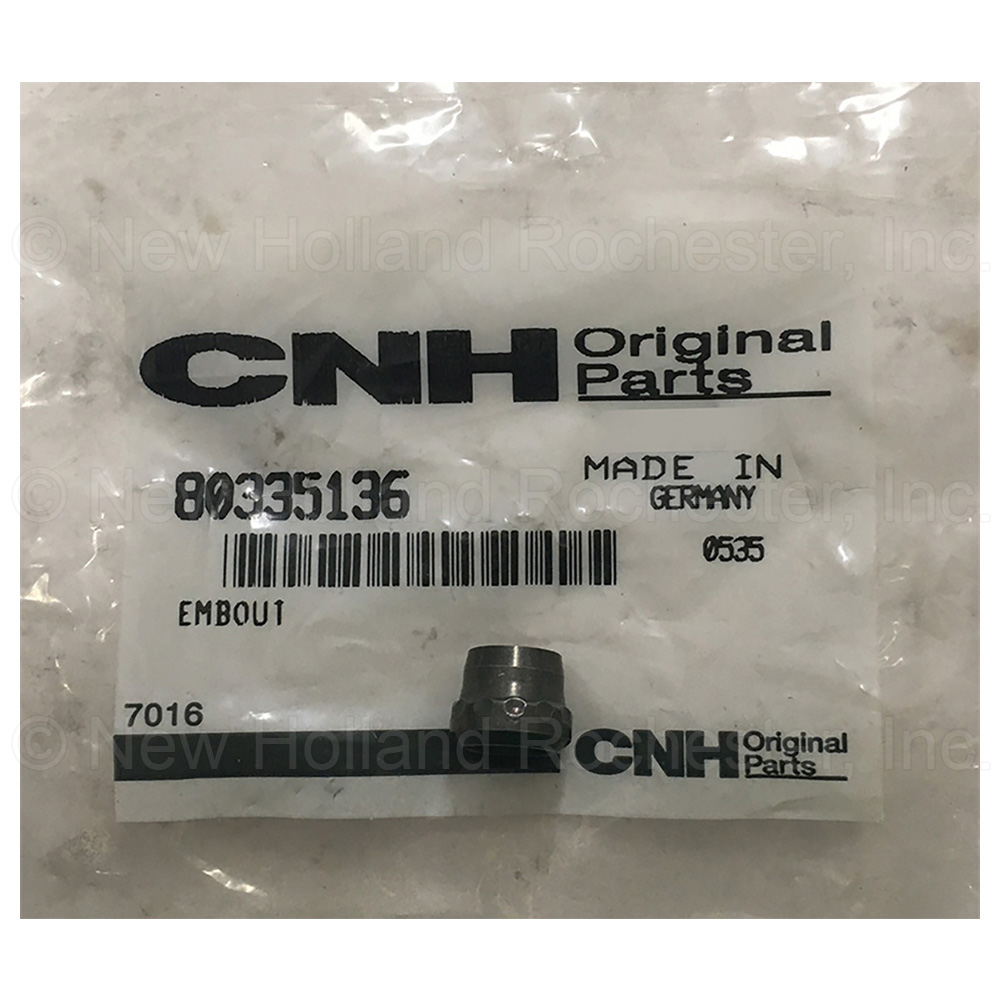 © New Holland Rochester, Inc.
CNH Original Parts
80335136
MADE IN
GERMANY
0535
EMBOUT
7016
© New Holland Rochester, Inc.
CNH Original Parts
© New Holland Rochester, Inc.